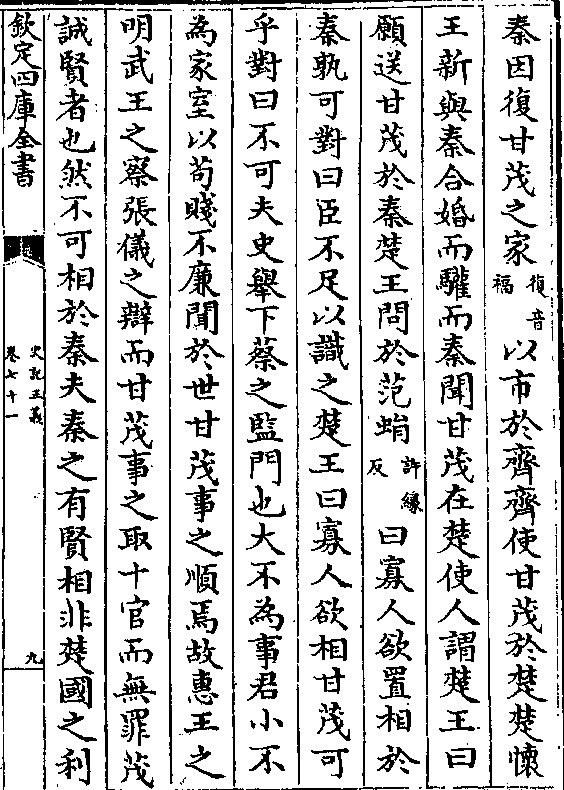 秦因復甘茂之家復音福以市於齊齊使甘茂於楚楚懷
王新與秦合婚而驩而秦聞甘茂在楚使人謂楚王曰
願送甘茂於秦楚王問於范蜎許緣反曰寡人欲置相於
秦孰可對曰臣不足以識之楚王曰寡人欲相甘茂可
乎對曰不可夫史舉下蔡之監門也大不為事君小不
為家室以苟賤不廉聞於世甘茂事之順焉故惠王之
明武王之察張儀之辯而甘茂事之取十官而無罪茂
誠賢者也然不可相於秦夫秦之有賢相非楚國之利
欽定四庫全書
史記正義
卷七十一
九